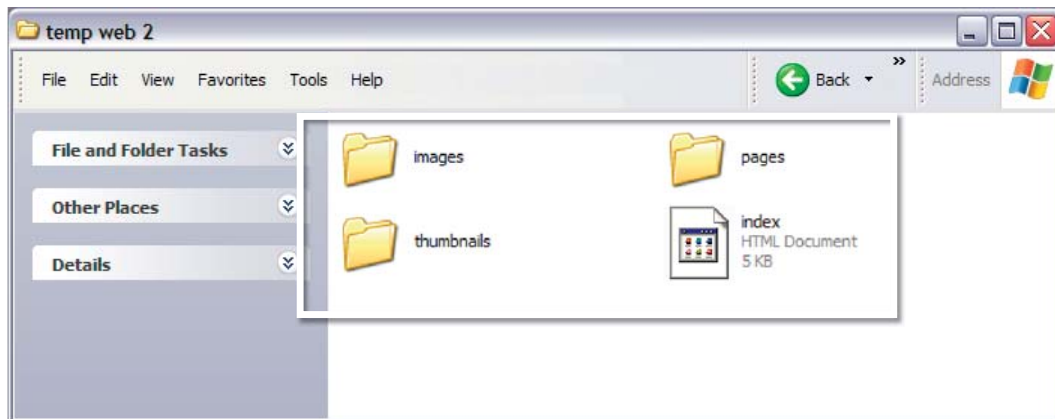 temp web 2
File Edit View Favorites Tools Help
Back
Address
File and Folder Tasks
Other Places
Details
images
pages
thumbnails
index
HTML Document
5 KB